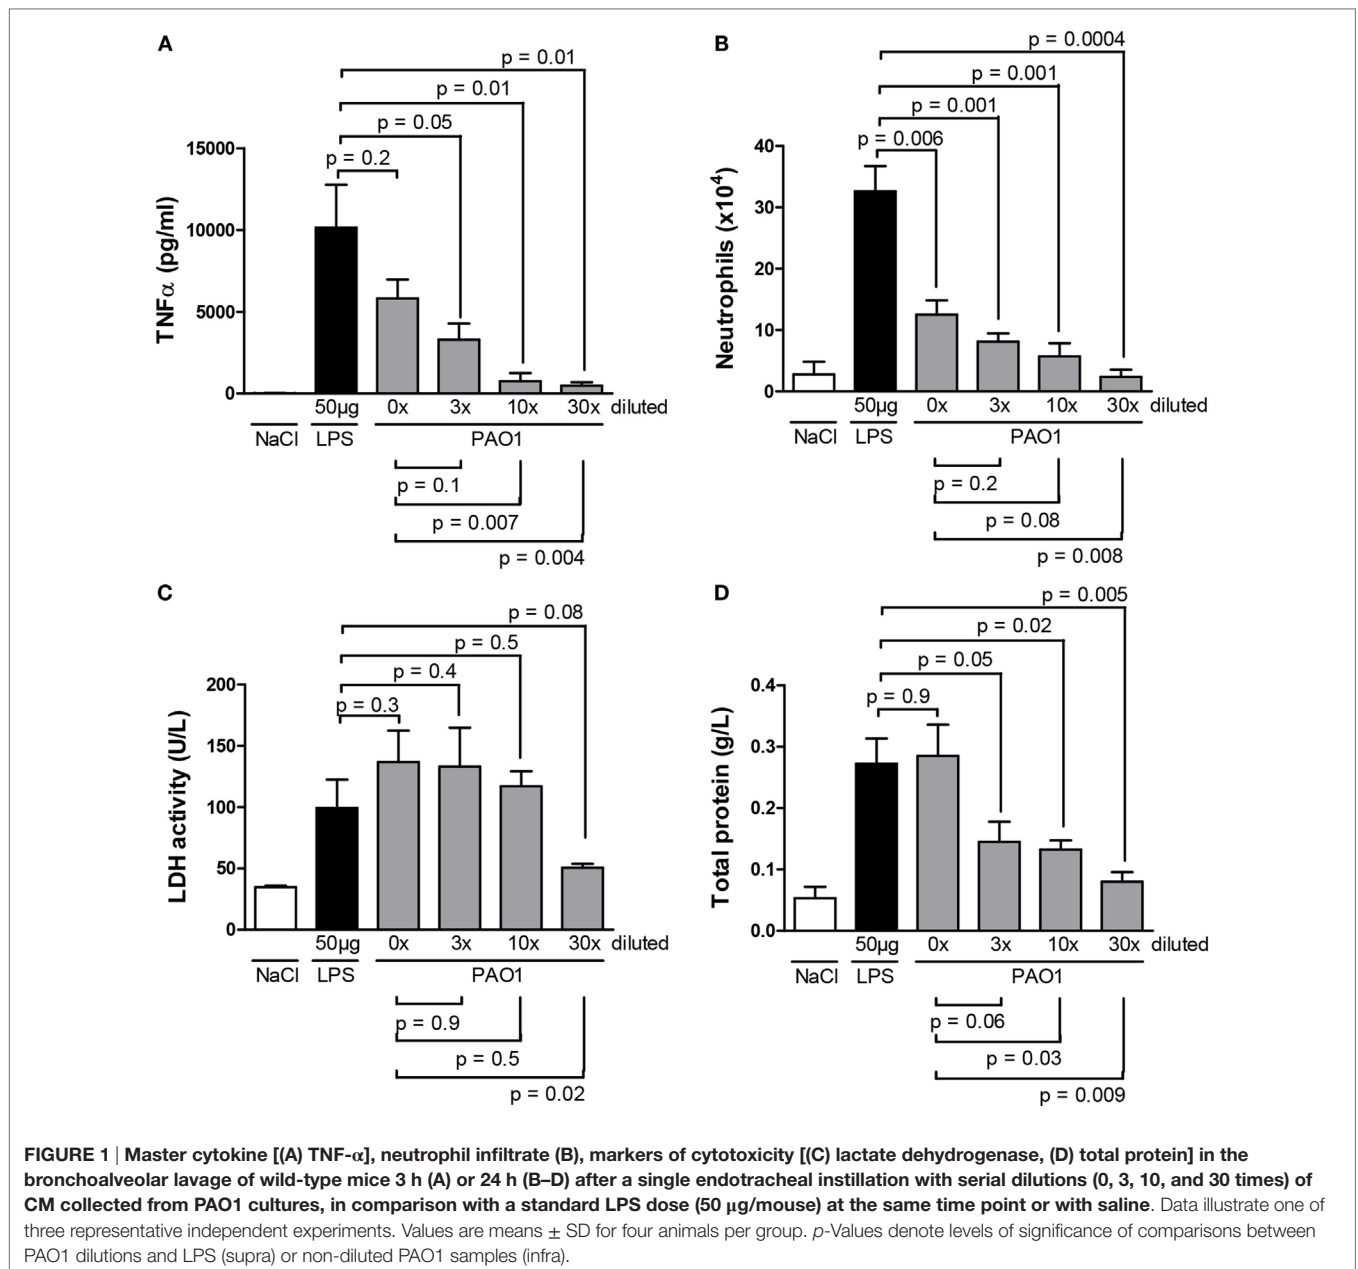 A
p = 0.01
p = 0.01
p = 0.05
p = 0.2
15000
10000
5000
0
TNFα (pg/ml)
50µg 0x 3x 10x 30x diluted
NaCl LPS PAO1
p = 0.1
p = 0.007
p = 0.004
B
p = 0.0004
p = 0.001
p = 0.001
p = 0.006
40
30
20
10
0
Neutrophils (x10⁴)
50µg 0x 3x 10x 30x diluted
NaCl LPS PAO1
p = 0.2
p = 0.08
p = 0.008
C
p = 0.08
p = 0.5
p = 0.4
p = 0.3
200
150
100
50
0
LDH activity (U/L)
50µg 0x 3x 10x 30x diluted
NaCl LPS PAO1
p = 0.9
p = 0.5
p = 0.02
D
p = 0.005
p = 0.02
p = 0.05
p = 0.9
0.4
0.3
0.2
0.1
0.0
Total protein (g/L)
50µg 0x 3x 10x 30x diluted
NaCl LPS PAO1
p = 0.06
p = 0.03
p = 0.009
FIGURE 1 | Master cytokine [(A) TNF-α], neutrophil infiltrate (B), markers of cytotoxicity [(C) lactate dehydrogenase, (D) total protein] in the
bronchoalveolar lavage of wild-type mice 3 h (A) or 24 h (B–D) after a single endotracheal instillation with serial dilutions (0, 3, 10, and 30 times) of
CM collected from PAO1 cultures, in comparison with a standard LPS dose (50 µg/mouse) at the same time point or with saline. Data illustrate one of
three representative independent experiments. Values are means ± SD for four animals per group. p-Values denote levels of significance of comparisons between
PAO1 dilutions and LPS (supra) or non-diluted PAO1 samples (infra).